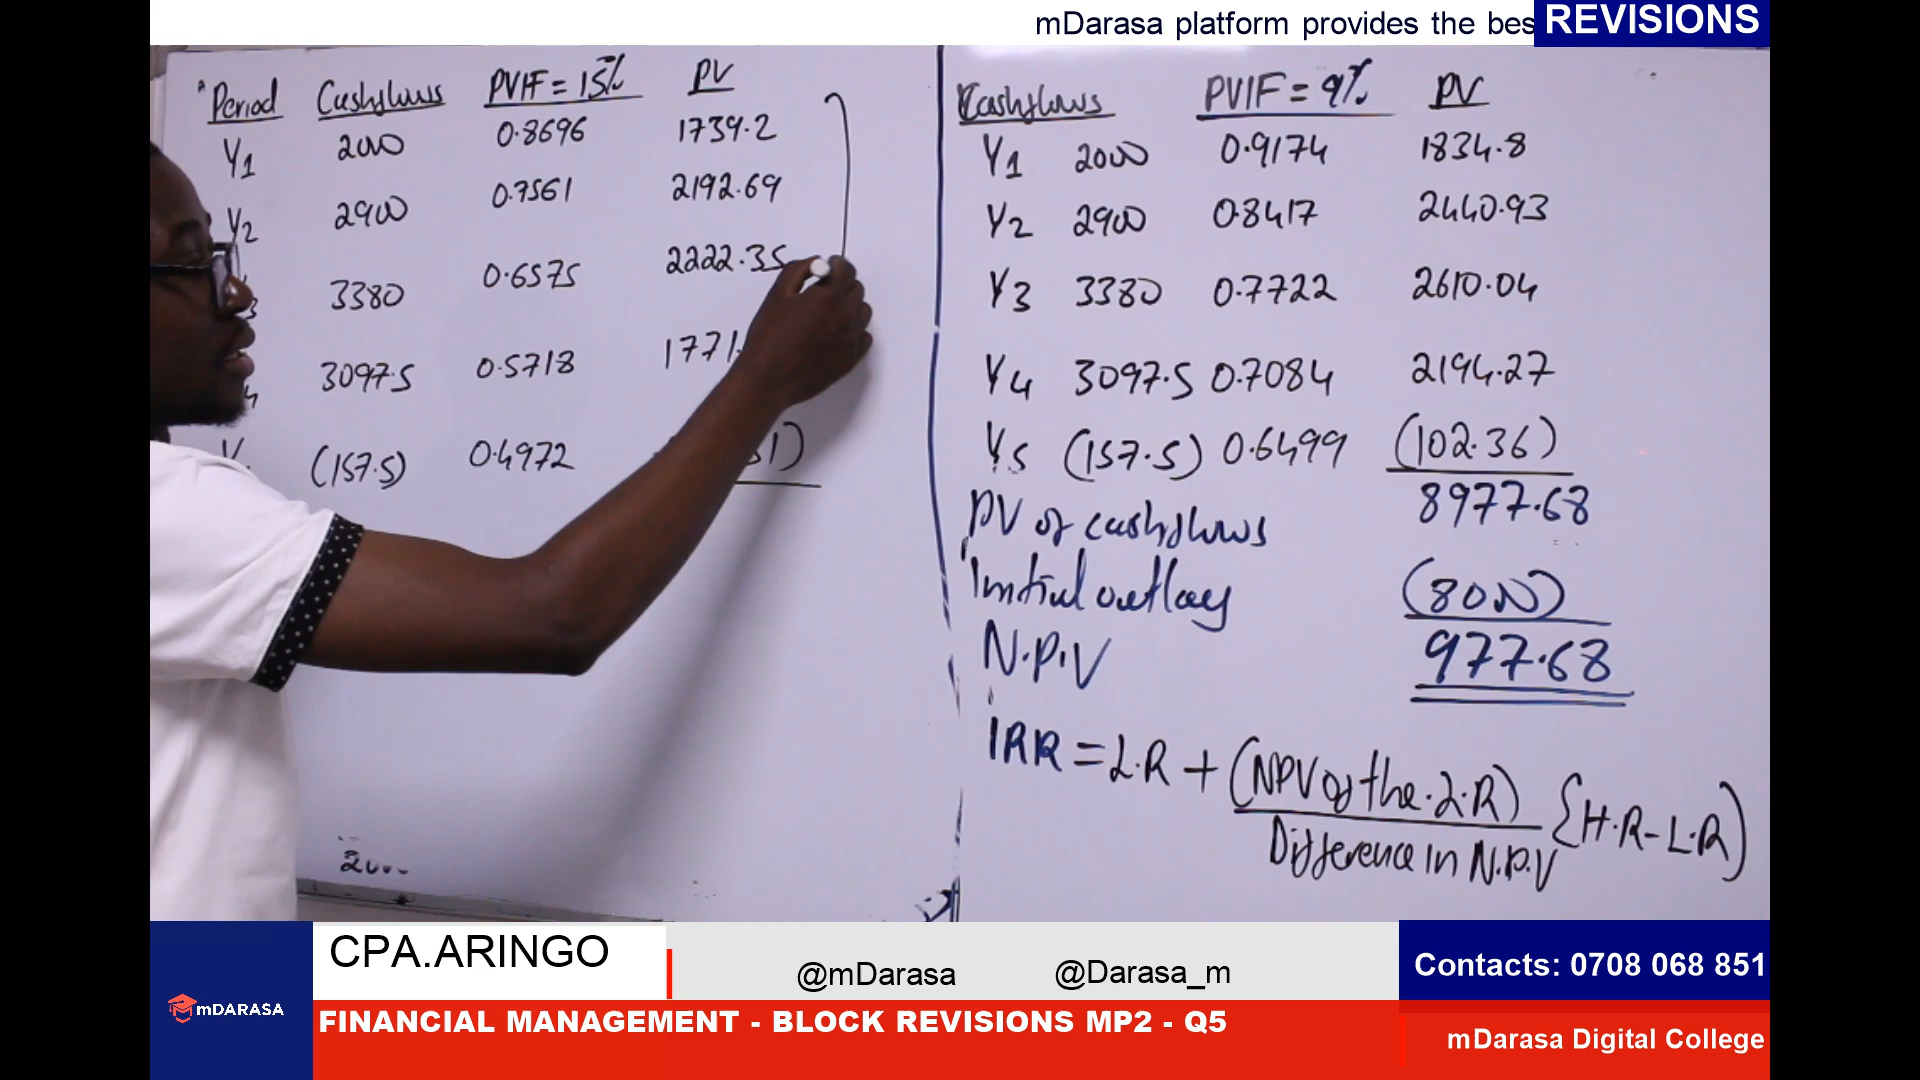 mDarasa platform provides the bes
REVISIONS
Period Cashflows PVIF = 15% PV
Y1 2000 0.8696 1739.2
Y2 2900 0.7561 2192.69
3 3380 0.6575 2222.35
4 3097.5 0.5718 1771.
Y (157.5) 0.4972 1)
Cashflows PVIF = 9% PV
Y1 2000 0.9174 1834.8
Y2 2900 0.8417 2440.93
Y3 3380 0.7722 2610.04
Y4 3097.5 0.7084 2194.27
Y5 (157.5) 0.6499 (102.36)
PV of cashflows 8977.68
Initial outlay (8000)
N.P.V 977.68
IRR = L.R + (NPV of the L.R) {H.R - L.R)
Difference in N.P.V
CPA.ARINGO
@mDarasa @Darasa_m
Contacts: 0708 068 851
mDARASA
FINANCIAL MANAGEMENT - BLOCK REVISIONS MP2 - Q5
mDarasa Digital College